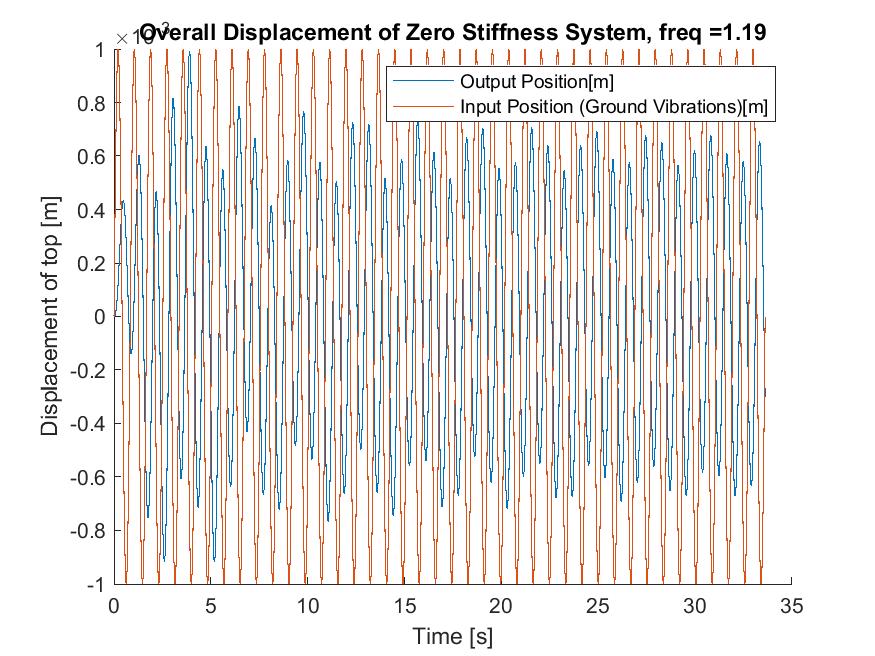 ×10-3
Overall Displacement of Zero Stiffness System, freq =1.19
Output Position[m]
Input Position (Ground Vibrations)[m]
Displacement of top [m]
1
0.8
0.6
0.4
0.2
0
-0.2
-0.4
-0.6
-0.8
-1
0 5 10 15 20 25 30 35
Time [s]